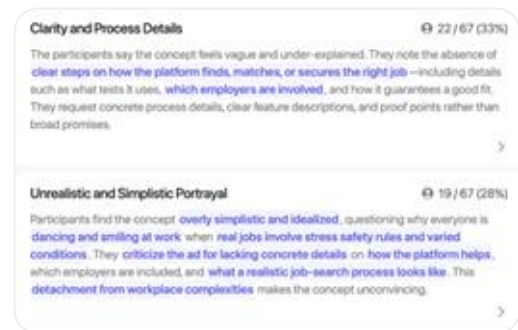 Clarity and Process Details 22/67 (33%)
The participants say the concept feels vague and under-explained. They note the absence of
clear steps on how the platform finds, matches, or secures the right job—including details
such as what tests it uses, which employers are involved, and how it guarantees a good fit.
They request concrete process details, clear feature descriptions, and proof points rather than
broad promises.
Unrealistic and Simplistic Portrayal 19/67 (28%)
Participants find the concept overly simplistic and idealized, questioning why everyone is
dancing and smiling at work when real jobs involve stress safety rules and varied
conditions. They criticize the ad for lacking concrete details on how the platform helps,
which employers are included, and what a realistic job-search process looks like. This
detachment from workplace complexities makes the concept unconvincing.